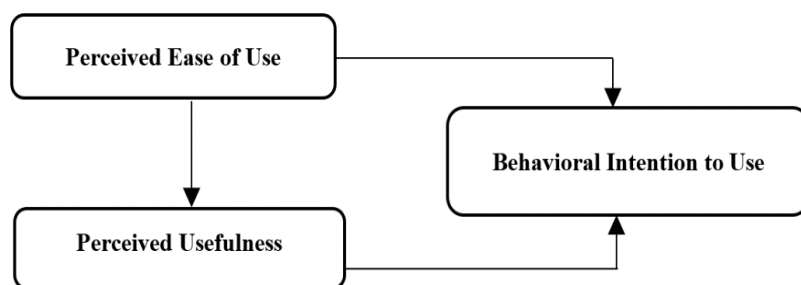 Perceived Ease of Use
Behavioral Intention to Use
Perceived Usefulness